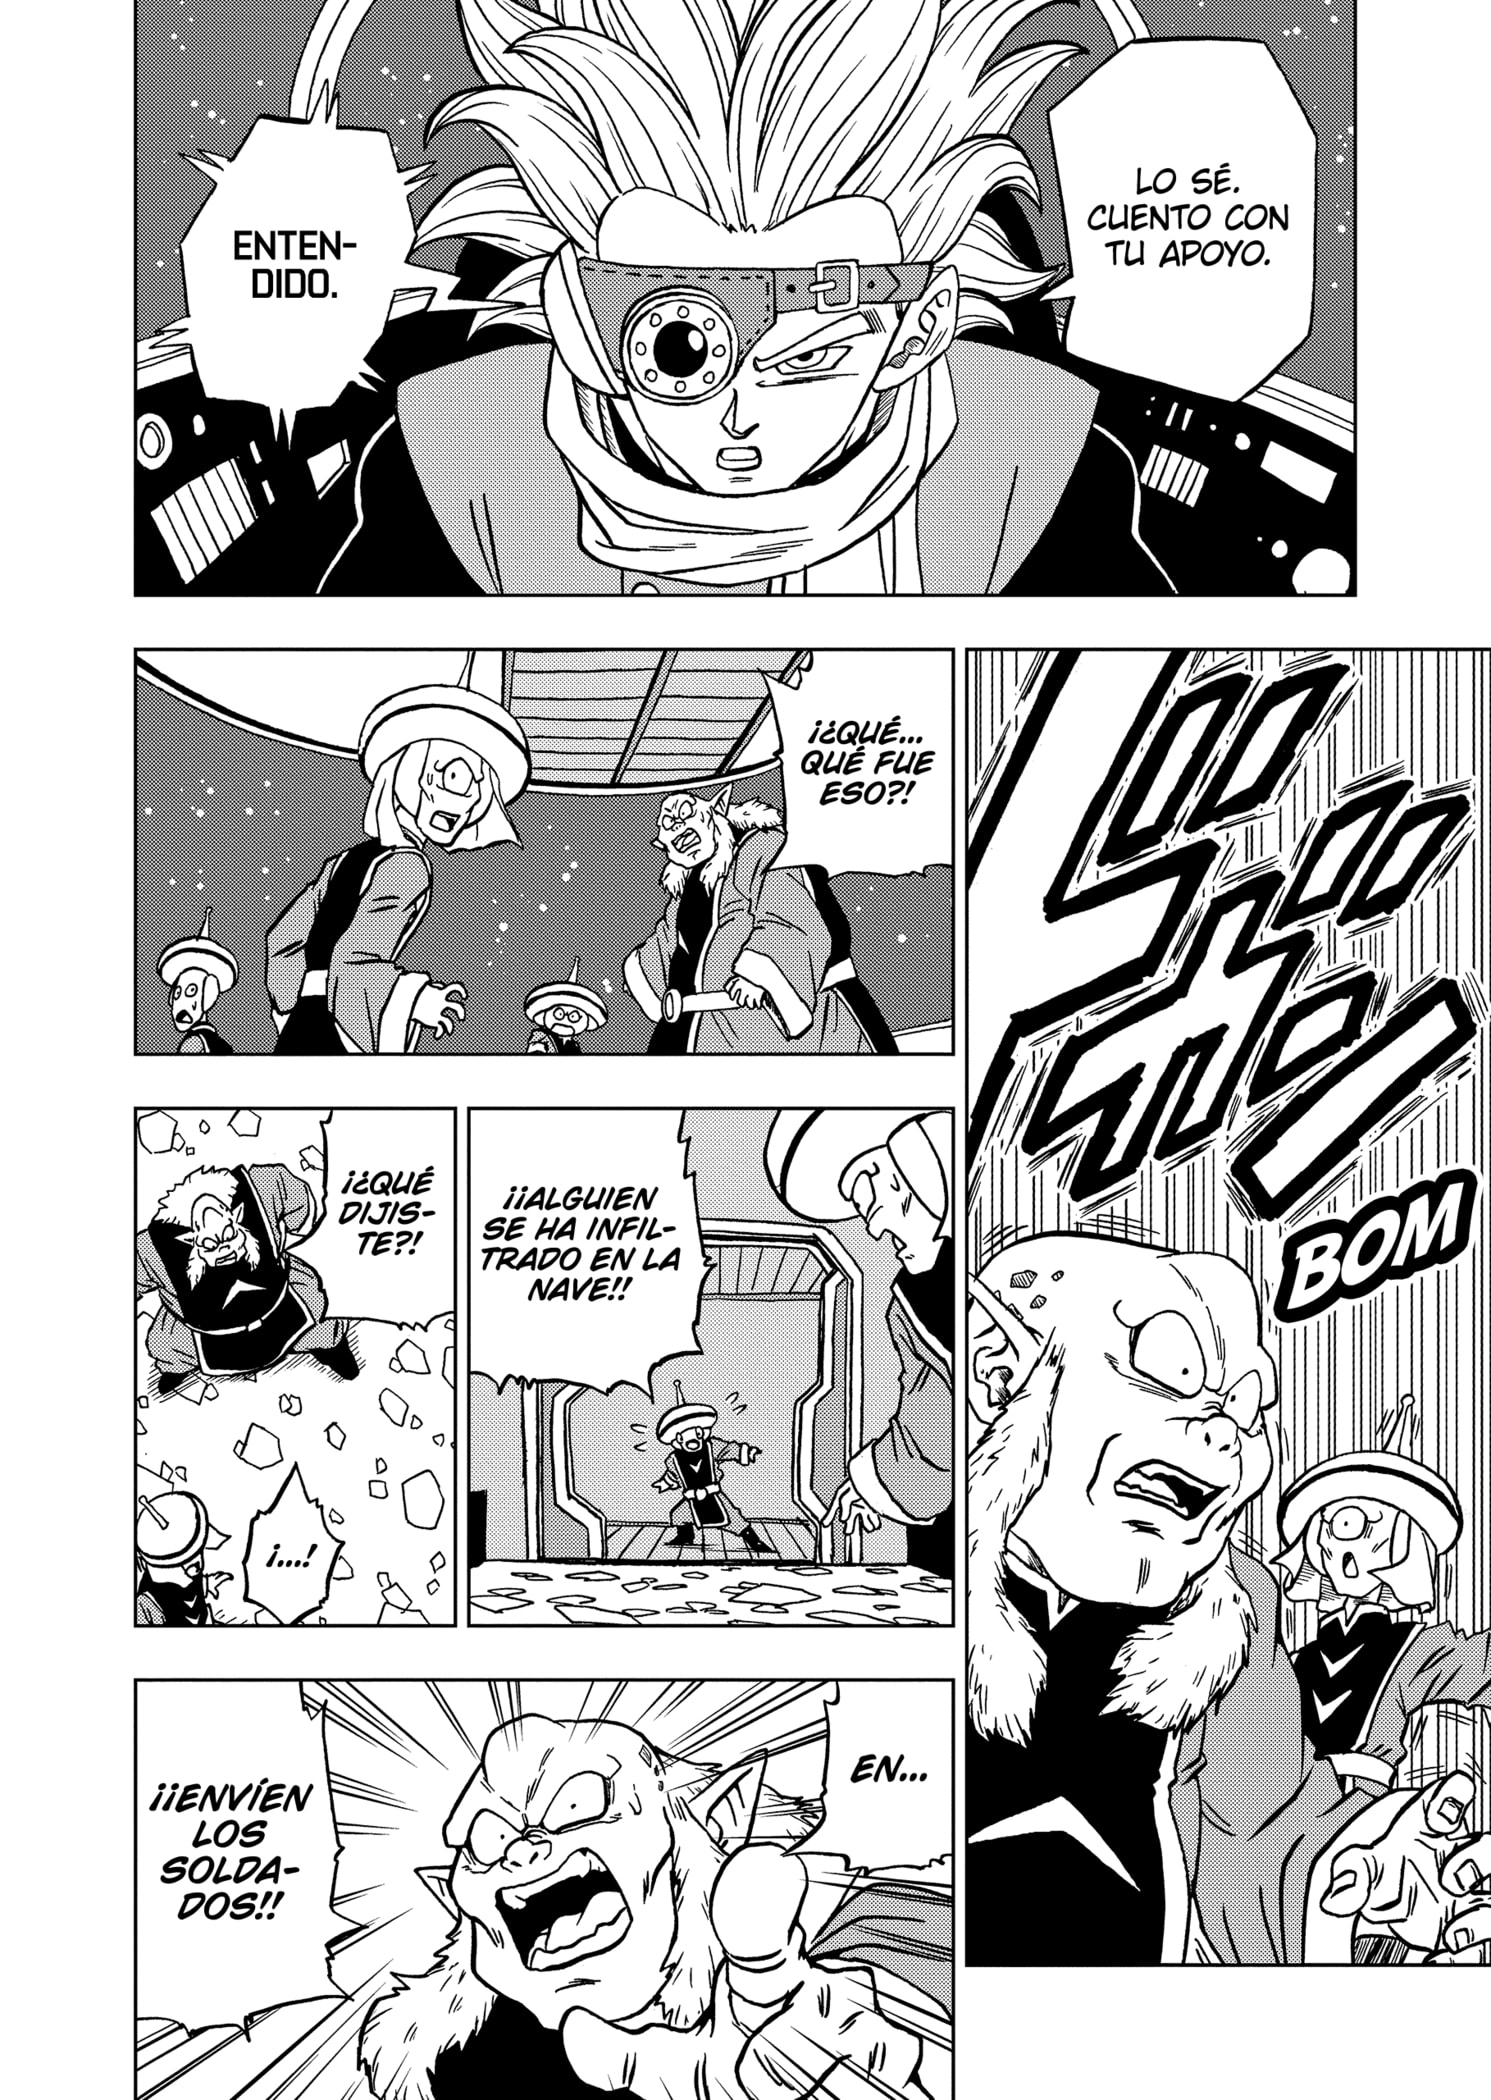 LO SÉ.
CUENTO CON
TU APOYO.
ENTEN-
DIDO.
BOM
¡¿QUÉ...
QUÉ FUE
ESO?!
¡¡ALGUIEN
SE HA INFIL-
TRADO EN LA
NAVE!!
¡¿QUÉ
DIJIS-
TE?!
¡...!
EN...
¡¡ENVÍEN
LOS
SOLDA-
DOS!!